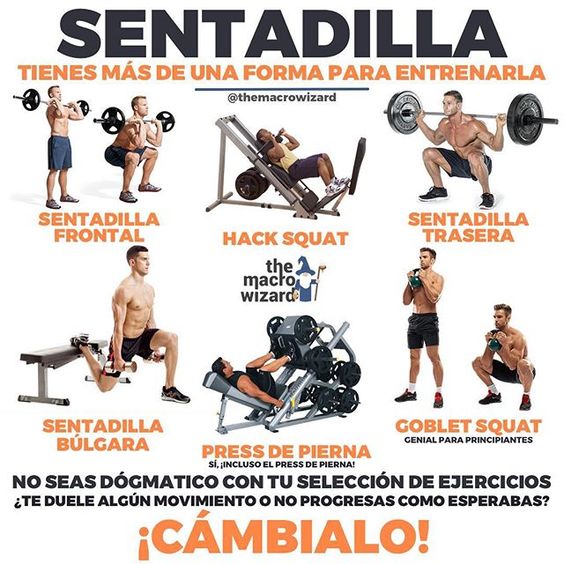 SENTADILLA
TIENES MÁS DE UNA FORMA PARA ENTRENARLA
@themacrowizard
SENTADILLA
FRONTAL
HACK SQUAT
SENTADILLA
TRASERA
the
macro
wizard
SENTADILLA
BÚLGARA
PRESS DE PIERNA
SÍ, ¡INCLUSO EL PRESS DE PIERNA!
GOBLET SQUAT
GENIAL PARA PRINCIPIANTES
NO SEAS DÓGMATICO CON TU SELECCIÓN DE EJERCICIOS
¿TE DUELE ALGÚN MOVIMIENTO O NO PROGRESAS COMO ESPERABAS?
¡CÁMBIALO!